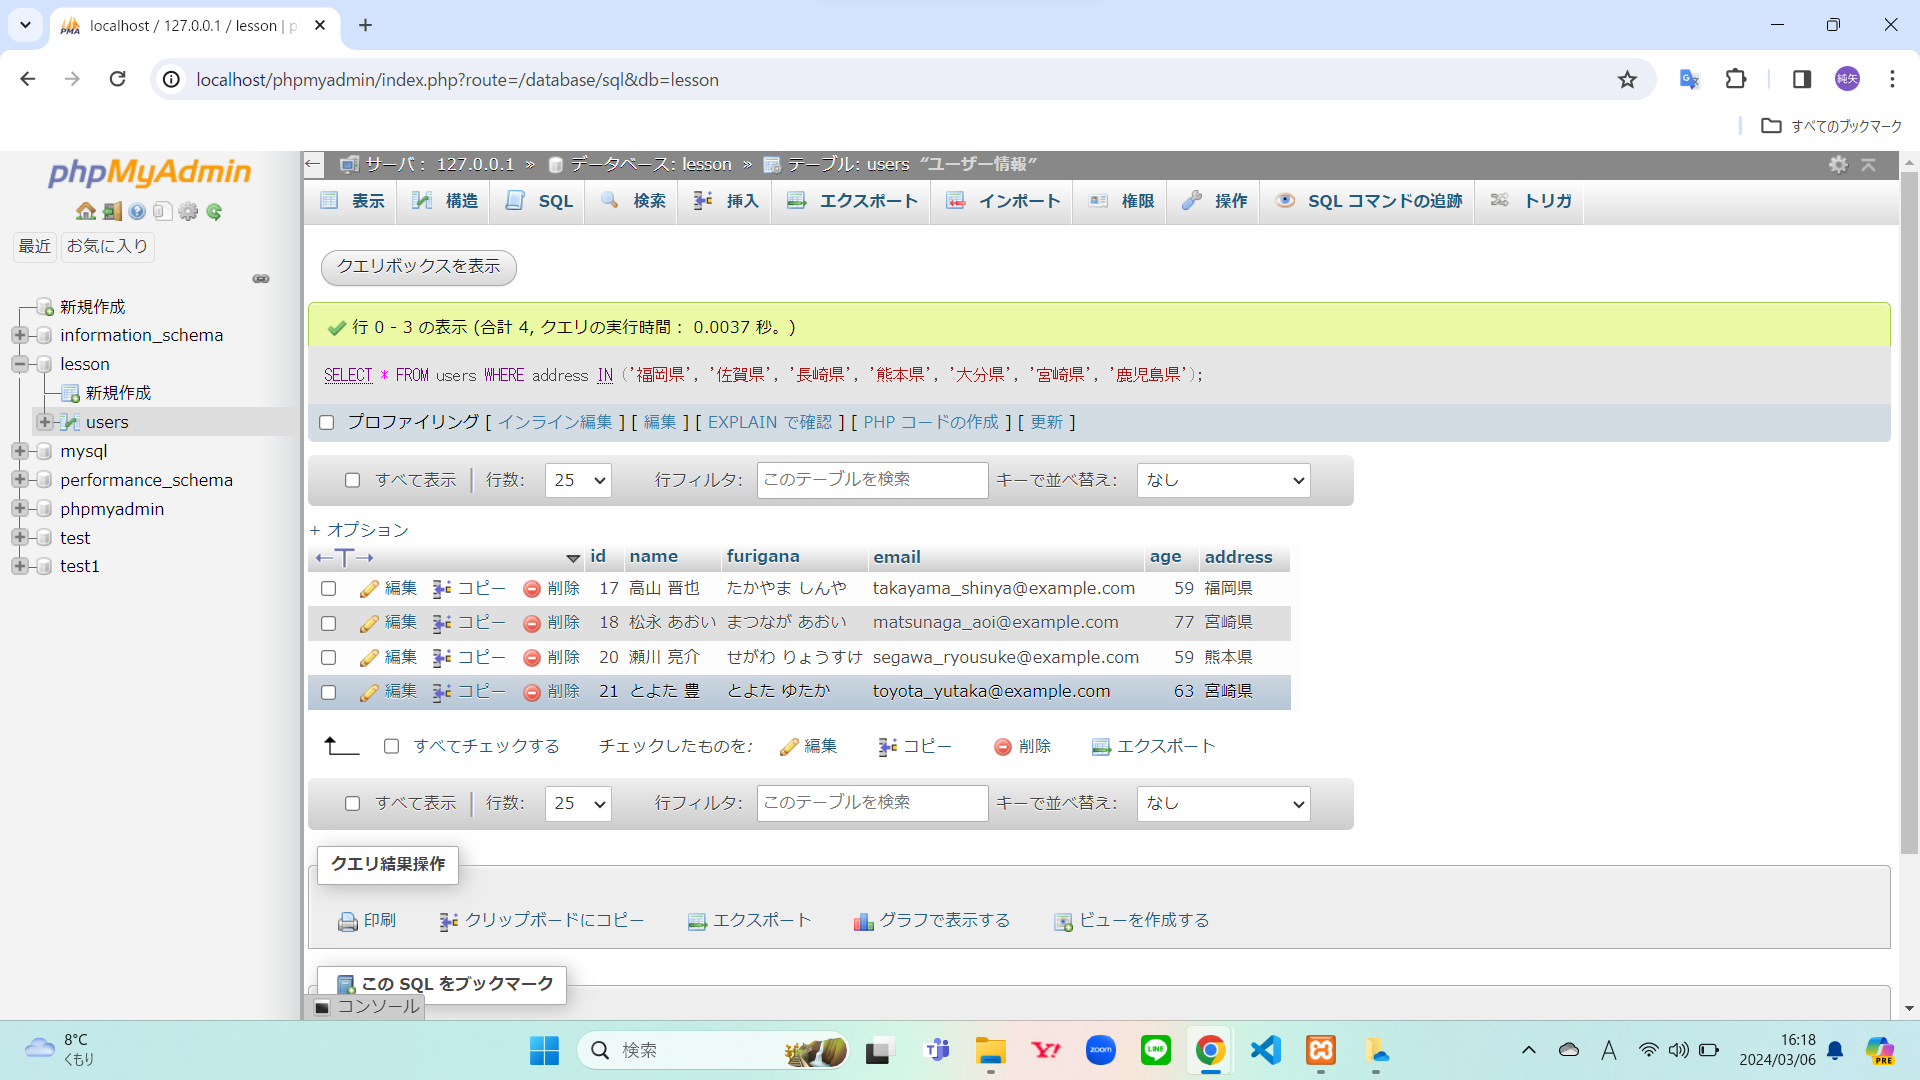 localhost / 127.0.0.1 / lesson | p
localhost/phpmyadmin/index.php?route=/database/sql&db=lesson
純矢
すべてのブックマーク
phpMyAdmin
最近 お気に入り
新規作成
information_schema
lesson
新規作成
users
mysql
performance_schema
phpmyadmin
test
test1
サーバ： 127.0.0.1 » データベース: lesson » テーブル: users “ユーザー情報”
表示 構造 SQL 検索 挿入 エクスポート インポート 権限 操作 SQL コマンドの追跡 トリガ
クエリボックスを表示
行 0 - 3 の表示 (合計 4, クエリの実行時間： 0.0037 秒。)
SELECT * FROM users WHERE address IN ('福岡県', '佐賀県', '長崎県', '熊本県', '大分県', '宮崎県', '鹿児島県');
プロファイリング [ インライン編集 ] [ 編集 ] [ EXPLAIN で確認 ] [ PHP コードの作成 ] [ 更新 ]
すべて表示 行数: 25 行フィルタ: このテーブルを検索 キーで並べ替え: なし
+ オプション
←T→ id name furigana email age address
編集 コピー 削除 17 高山 晋也 たかやま しんや takayama_shinya@example.com 59 福岡県
編集 コピー 削除 18 松永 あおい まつなが あおい matsunaga_aoi@example.com 77 宮崎県
編集 コピー 削除 20 瀬川 亮介 せがわ りょうすけ segawa_ryousuke@example.com 59 熊本県
編集 コピー 削除 21 とよた 豊 とよた ゆたか toyota_yutaka@example.com 63 宮崎県
すべてチェックする チェックしたものを: 編集 コピー 削除 エクスポート
すべて表示 行数: 25 行フィルタ: このテーブルを検索 キーで並べ替え: なし
クエリ結果操作
印刷 クリップボードにコピー エクスポート グラフで表示する ビューを作成する
この SQL をブックマーク
コンソール
8°C
くもり
検索
zoom
LINE
A
16:18
2024/03/06
PRE